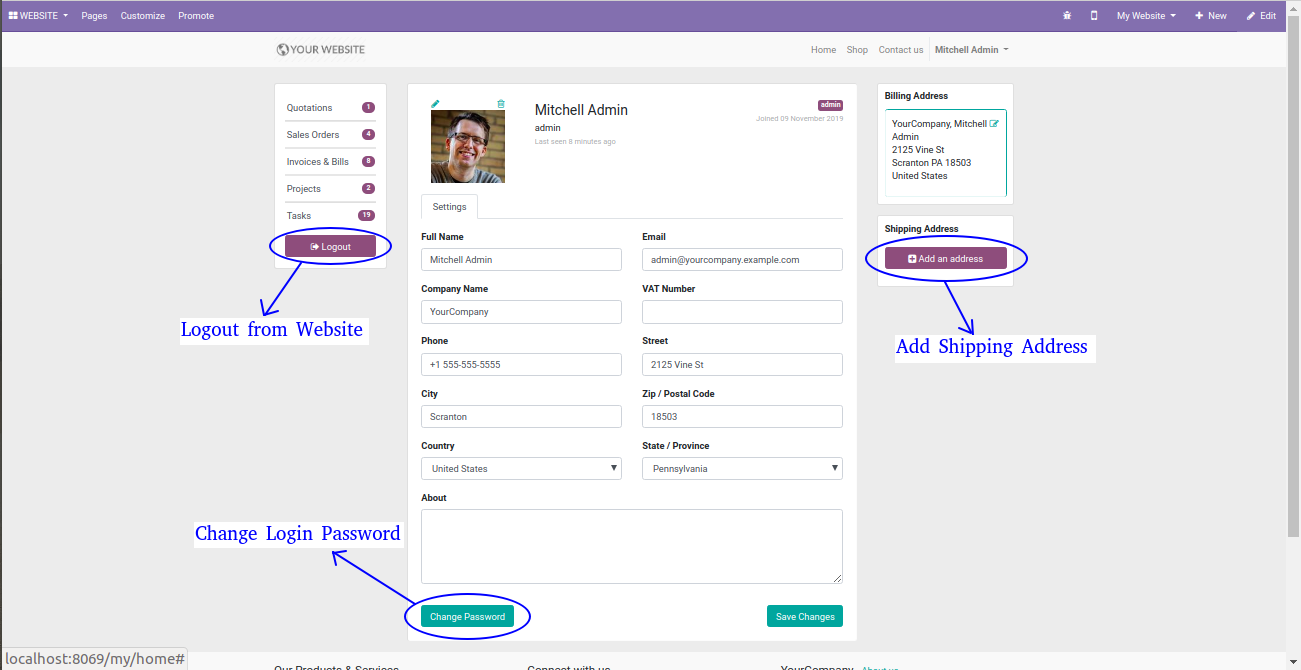 WEBSITE Pages Customize Promote My Website New Edit
YOUR WEBSITE Home Shop Contact us Mitchell Admin
Quotations 1
Sales Orders 4
Invoices & Bills 8
Projects 2
Tasks 19
Logout
Logout from Website
Mitchell Admin
admin
Last seen 8 minutes ago
admin
Joined 09 November 2019
Settings
Full Name Email
Mitchell Admin admin@yourcompany.example.com
Company Name VAT Number
YourCompany
Phone Street
+1 555-555-5555 2125 Vine St
City Zip / Postal Code
Scranton 18503
Country State / Province
United States Pennsylvania
About
Change Login Password
Change Password Save Changes
Billing Address
YourCompany, Mitchell
Admin
2125 Vine St
Scranton PA 18503
United States
Shipping Address
Add an address
Add Shipping Address
localhost:8069/my/home#
Our Products & Services Connect with us YourCompany About us